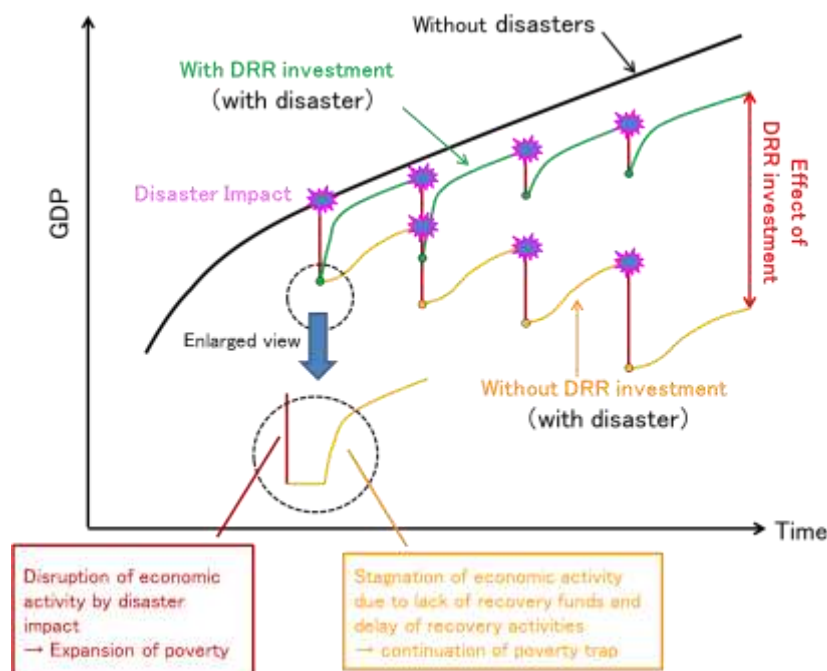 Without disasters
With DRR investment
(with disaster)
Disaster Impact
GDP
Effect of
DRR investment
Enlarged view
Without DRR investment
(with disaster)
Time
Disruption of economic
activity by disaster
impact
→ Expansion of poverty
Stagnation of economic activity
due to lack of recovery funds and
delay of recovery activities
→ continuation of poverty trap